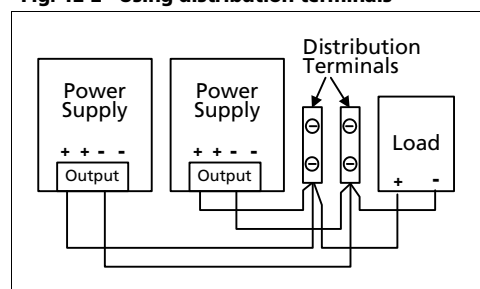 Fig. 12-2 Using distribution terminals
Distribution
Terminals
Power
Supply
+ + - -
Output
Power
Supply
+ + - -
Output
Load
+ -